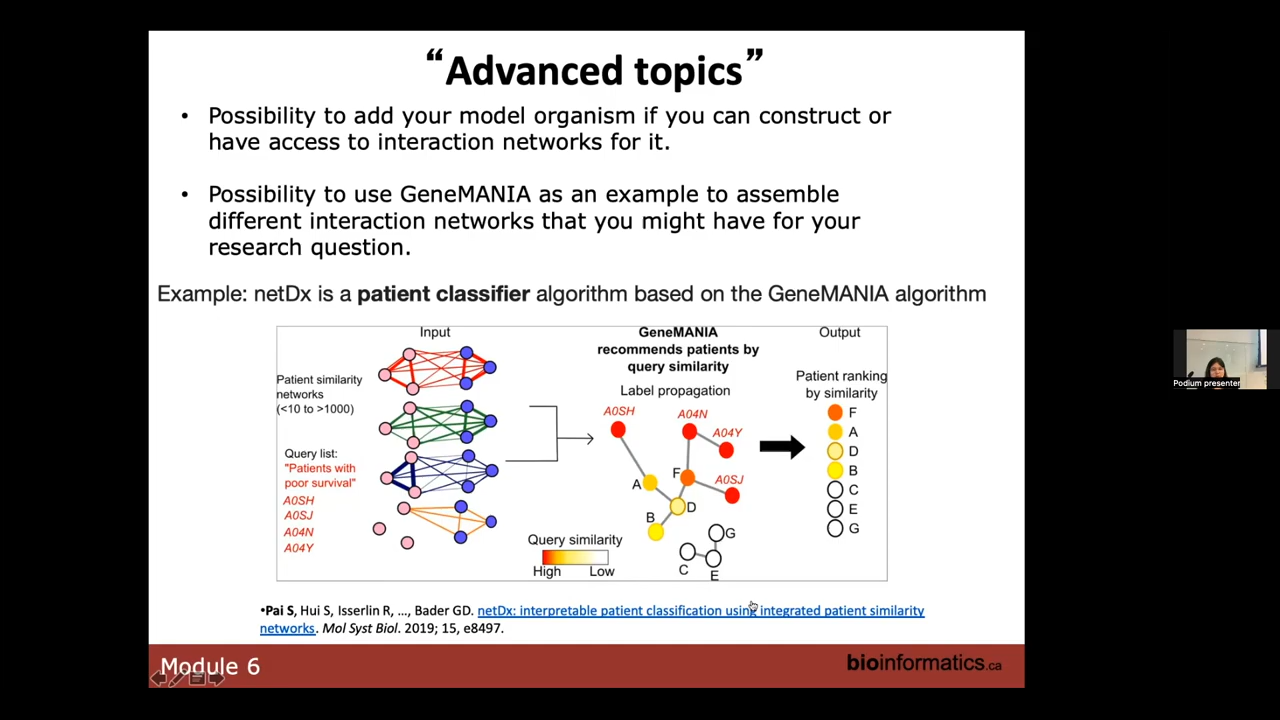 “Advanced topics”
• Possibility to add your model organism if you can construct or
have access to interaction networks for it.
• Possibility to use GeneMANIA as an example to assemble
different interaction networks that you might have for your
research question.
Example: netDx is a patient classifier algorithm based on the GeneMANIA algorithm
Input
Patient similarity
networks
(<10 to >1000)
Query list:
"Patients with
poor survival"
A0SH
A0SJ
A04N
A04Y
GeneMANIA
recommends patients by
query similarity
Label propagation
A0SH
A04N
A04Y
A0SJ
A
F
D
B
G
C
E
Query similarity
High Low
Output
Patient ranking
by similarity
F
A
D
B
C
E
G
•Pai S, Hui S, Isserlin R, ..., Bader GD. netDx: interpretable patient classification using integrated patient similarity
networks. Mol Syst Biol. 2019; 15, e8497.
Module 6
bioinformatics.ca
Podium presenter